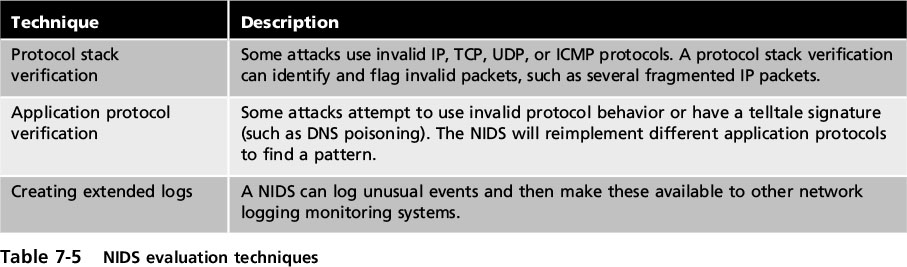 Technique Description
Protocol stack verification
Some attacks use invalid IP, TCP, UDP, or ICMP protocols. A protocol stack verification
can identify and flag invalid packets, such as several fragmented IP packets.
Application protocol verification
Some attacks attempt to use invalid protocol behavior or have a telltale signature
(such as DNS poisoning). The NIDS will reimplement different application protocols
to find a pattern.
Creating extended logs
A NIDS can log unusual events and then make these available to other network
logging monitoring systems.
Table 7-5 NIDS evaluation techniques